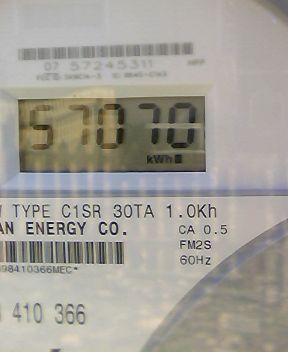 07 57245311
57070
kWh
TYPE C1SR 30TA 1.0Kh
AN ENERGY CO.
CA 0.5
FM2S
60Hz
98410366MEC*
410 366